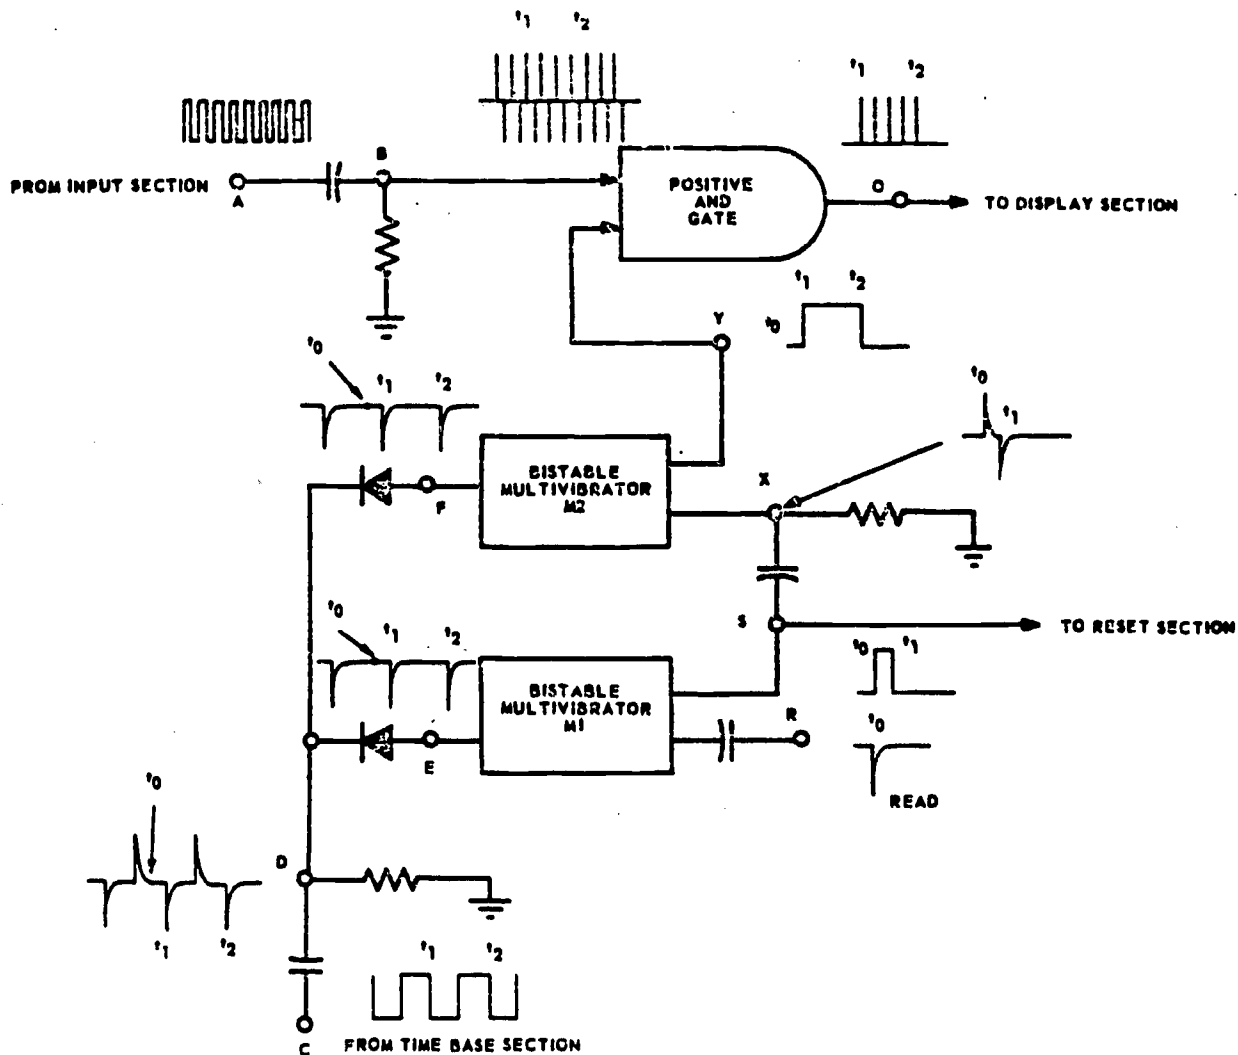 t1 t2
t1 t2
B
PROM INPUT SECTION
A
POSITIVE
AND
GATE
O
TO DISPLAY SECTION
t1 t2
t0
Y
t0
t1 t2
t0
t1
X
BISTABLE
MULTIVIBRATOR
M2
F
S
TO RESET SECTION
t0
t1 t2
t0 t1
BISTABLE
MULTIVIBRATOR
M1
R
t0
E
READ
t0
D
t1 t2
t1 t2
C
FROM TIME BASE SECTION